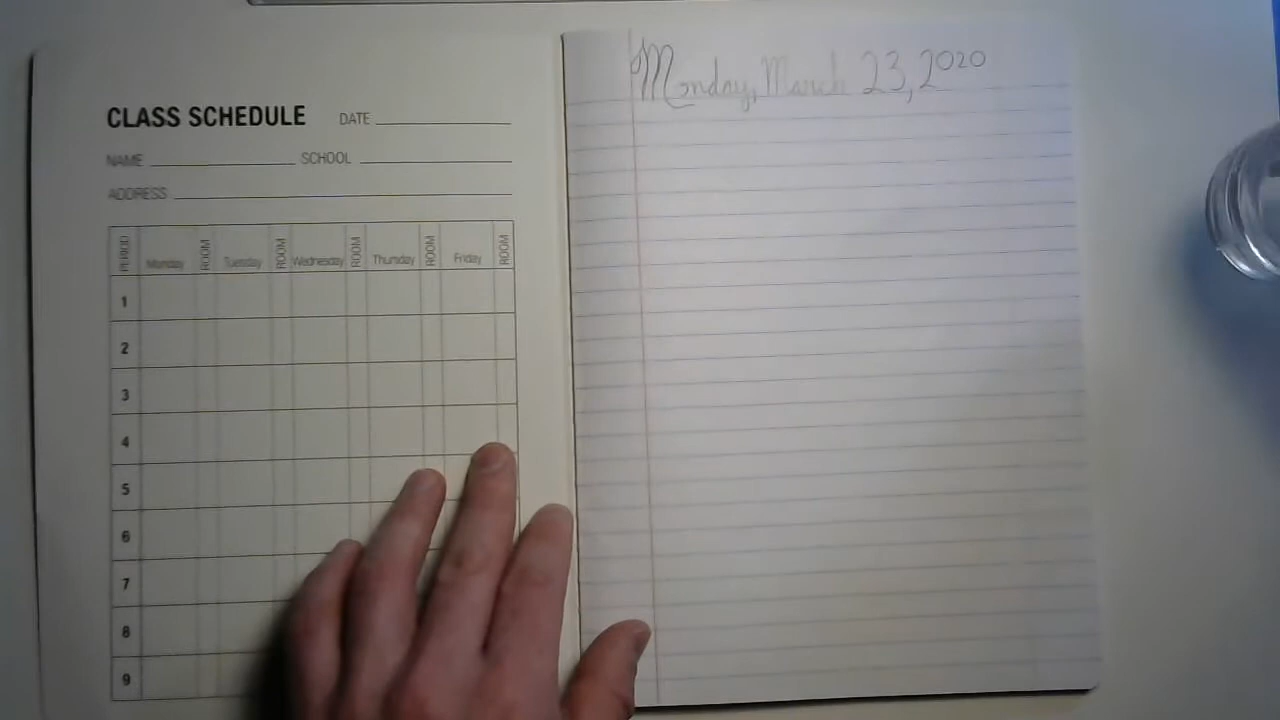 CLASS SCHEDULE DATE
NAME SCHOOL
ADDRESS
PERIOD Monday ROOM Tuesday ROOM Wednesday ROOM Thursday ROOM Friday ROOM
1
2
3
4
5
6
7
8
9
Monday, March 23, 2020